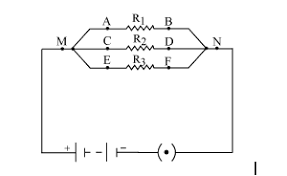 A R1 B
M C R2 D N
E R3 F
+ −